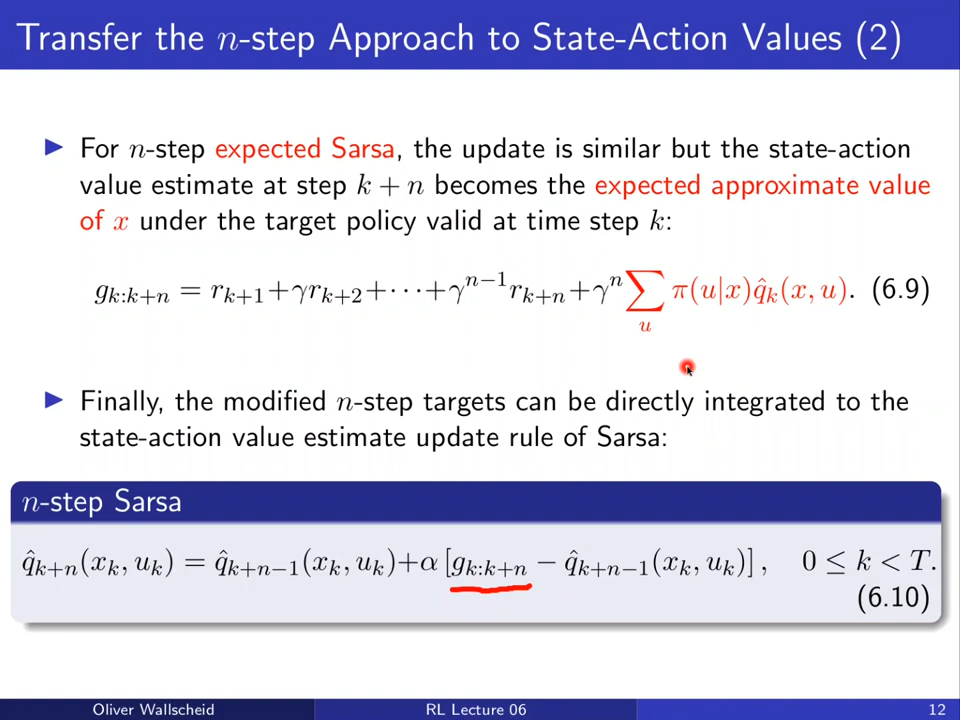 Transfer the n-step Approach to State-Action Values (2)
For n-step expected Sarsa, the update is similar but the state-action
value estimate at step k + n becomes the expected approximate value
of x under the target policy valid at time step k:
g_{k:k+n} = r_{k+1}+γr_{k+2}+⋯+γ^{n−1}r_{k+n}+γ^n ∑_u π(u|x)q̂_k(x, u). (6.9)
Finally, the modified n-step targets can be directly integrated to the
state-action value estimate update rule of Sarsa:
n-step Sarsa
q̂_{k+n}(x_k, u_k) = q̂_{k+n−1}(x_k, u_k)+α [g_{k:k+n} − q̂_{k+n−1}(x_k, u_k)] , 0 ≤ k < T.
(6.10)
Oliver Wallscheid RL Lecture 06 12